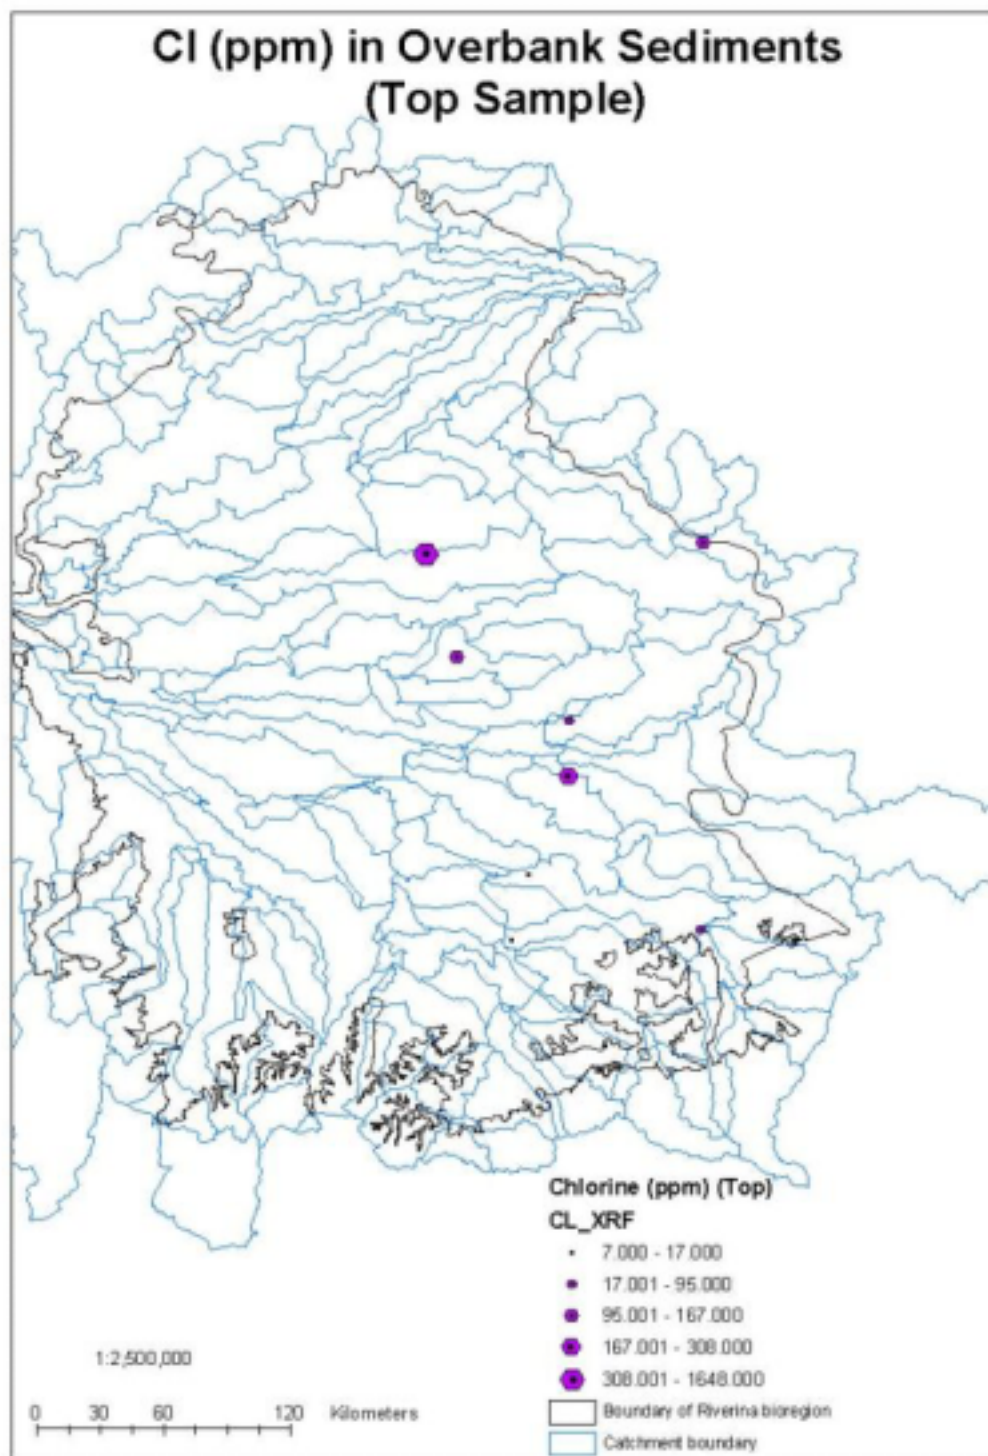 Cl (ppm) in Overbank Sediments
(Top Sample)
Chlorine (ppm) (Top)
CL_XRF
7.000 - 17.000
17.001 - 95.000
95.001 - 167.000
167.001 - 308.000
308.001 - 1648.000
Boundary of Riverina bioregion
Catchment boundary
1:2,500,000
0 30 60 120 Kilometers